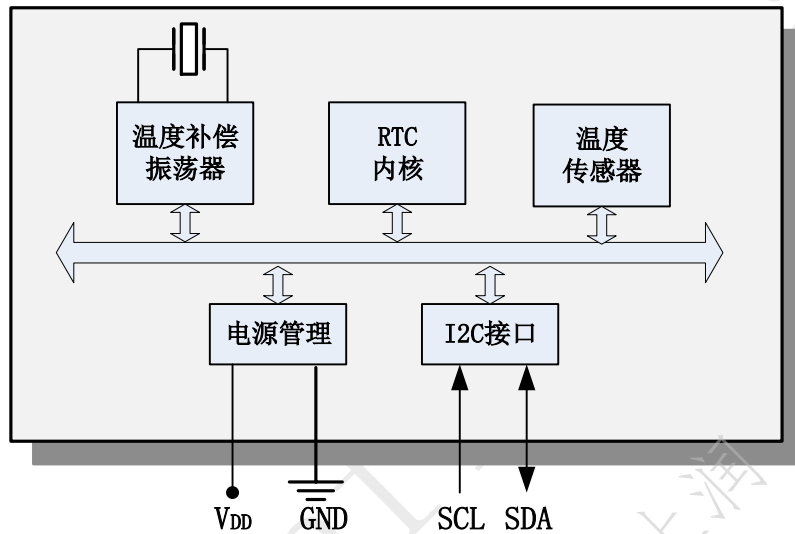 温度补偿
振荡器
RTC
内核
温度
传感器
电源管理
I2C接口
VDD
GND
SCL
SDA